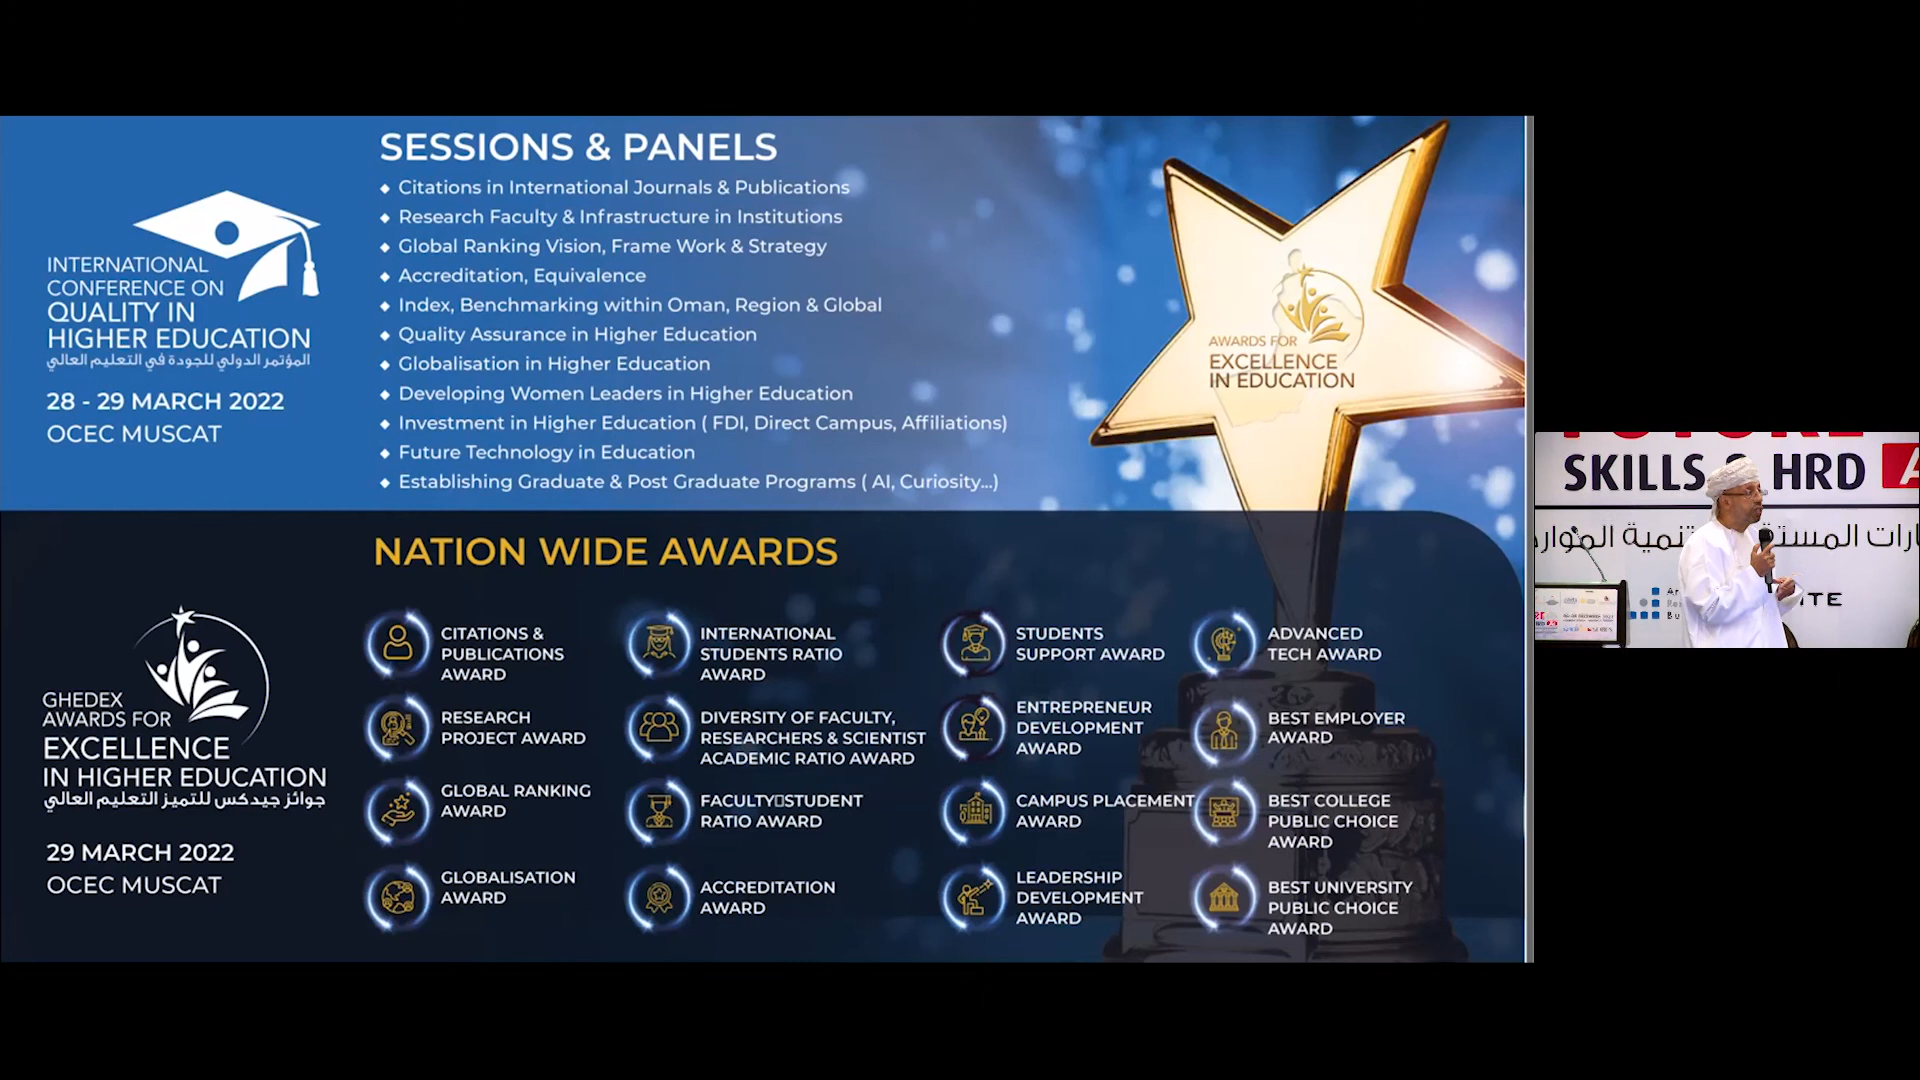 SESSIONS & PANELS
◆ Citations in International Journals & Publications
◆ Research Faculty & Infrastructure in Institutions
◆ Global Ranking Vision, Frame Work & Strategy
◆ Accreditation, Equivalence
◆ Index, Benchmarking within Oman, Region & Global
◆ Quality Assurance in Higher Education
◆ Globalisation in Higher Education
◆ Developing Women Leaders in Higher Education
◆ Investment in Higher Education ( FDI, Direct Campus, Affiliations)
◆ Future Technology in Education
◆ Establishing Graduate & Post Graduate Programs ( AI, Curiosity...)
INTERNATIONAL
CONFERENCE ON
QUALITY IN
HIGHER EDUCATION
المؤتمر الدولي للجودة في التعليم العالي
28 - 29 MARCH 2022
OCEC MUSCAT
AWARDS FOR
EXCELLENCE
IN EDUCATION
NATION WIDE AWARDS
GHEDEX
AWARDS FOR
EXCELLENCE
IN HIGHER EDUCATION
جوائز جيدكس للتميز التعليم العالي
29 MARCH 2022
OCEC MUSCAT
CITATIONS &
PUBLICATIONS
AWARD
RESEARCH
PROJECT AWARD
GLOBAL RANKING
AWARD
GLOBALISATION
AWARD
INTERNATIONAL
STUDENTS RATIO
AWARD
DIVERSITY OF FACULTY,
RESEARCHERS & SCIENTIST
ACADEMIC RATIO AWARD
FACULTY▯STUDENT
RATIO AWARD
ACCREDITATION
AWARD
STUDENTS
SUPPORT AWARD
ENTREPRENEUR
DEVELOPMENT
AWARD
CAMPUS PLACEMENT
AWARD
LEADERSHIP
DEVELOPMENT
AWARD
ADVANCED
TECH AWARD
BEST EMPLOYER
AWARD
BEST COLLEGE
PUBLIC CHOICE
AWARD
BEST UNIVERSITY
PUBLIC CHOICE
AWARD
SKILLS & HRD